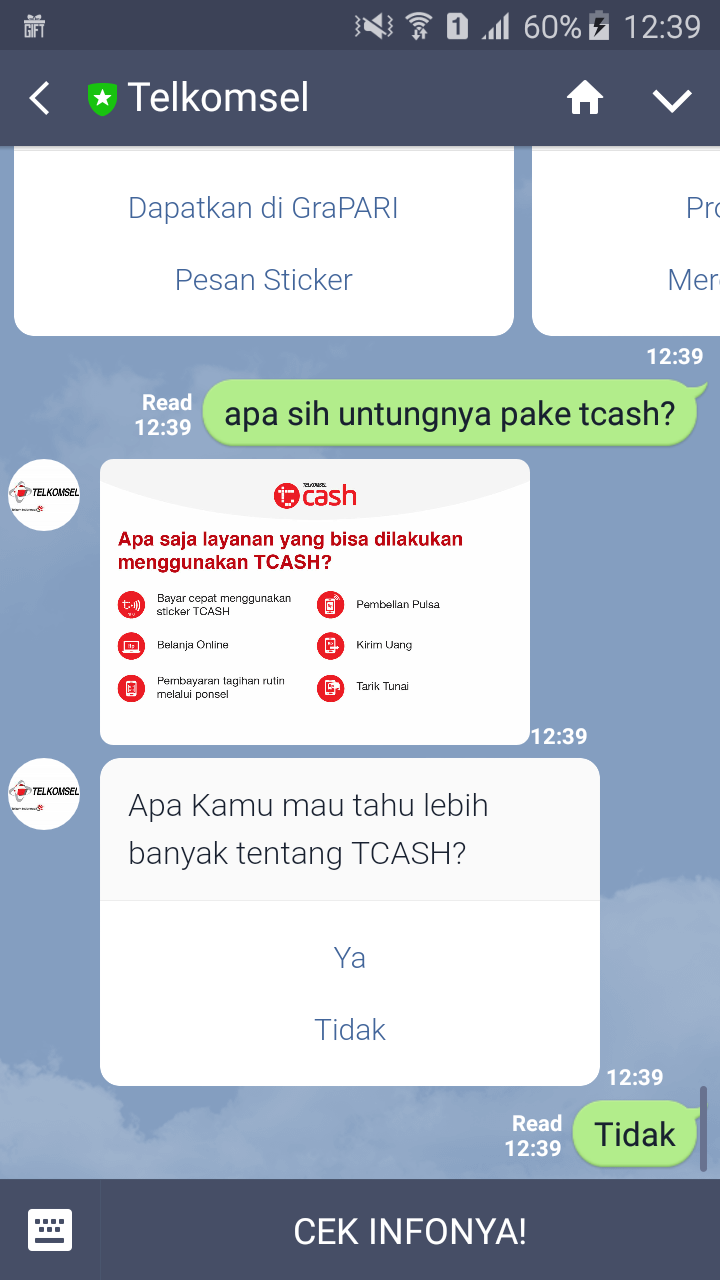 GIFT
1
60%
12:39
Telkomsel
Dapatkan di GraPARI
Pesan Sticker
12:39
Read
12:39
apa sih untungnya pake tcash?
TELKOMSEL
TELKOMSEL
t cash
Apa saja layanan yang bisa dilakukan
menggunakan TCASH?
Bayar cepat menggunakan
sticker TCASH
Pembelian Pulsa
Belanja Online
Kirim Uang
Pembayaran tagihan rutin
melalui ponsel
Tarik Tunai
12:39
TELKOMSEL
Apa Kamu mau tahu lebih
banyak tentang TCASH?
Ya
Tidak
12:39
Read
12:39
Tidak
CEK INFONYA!